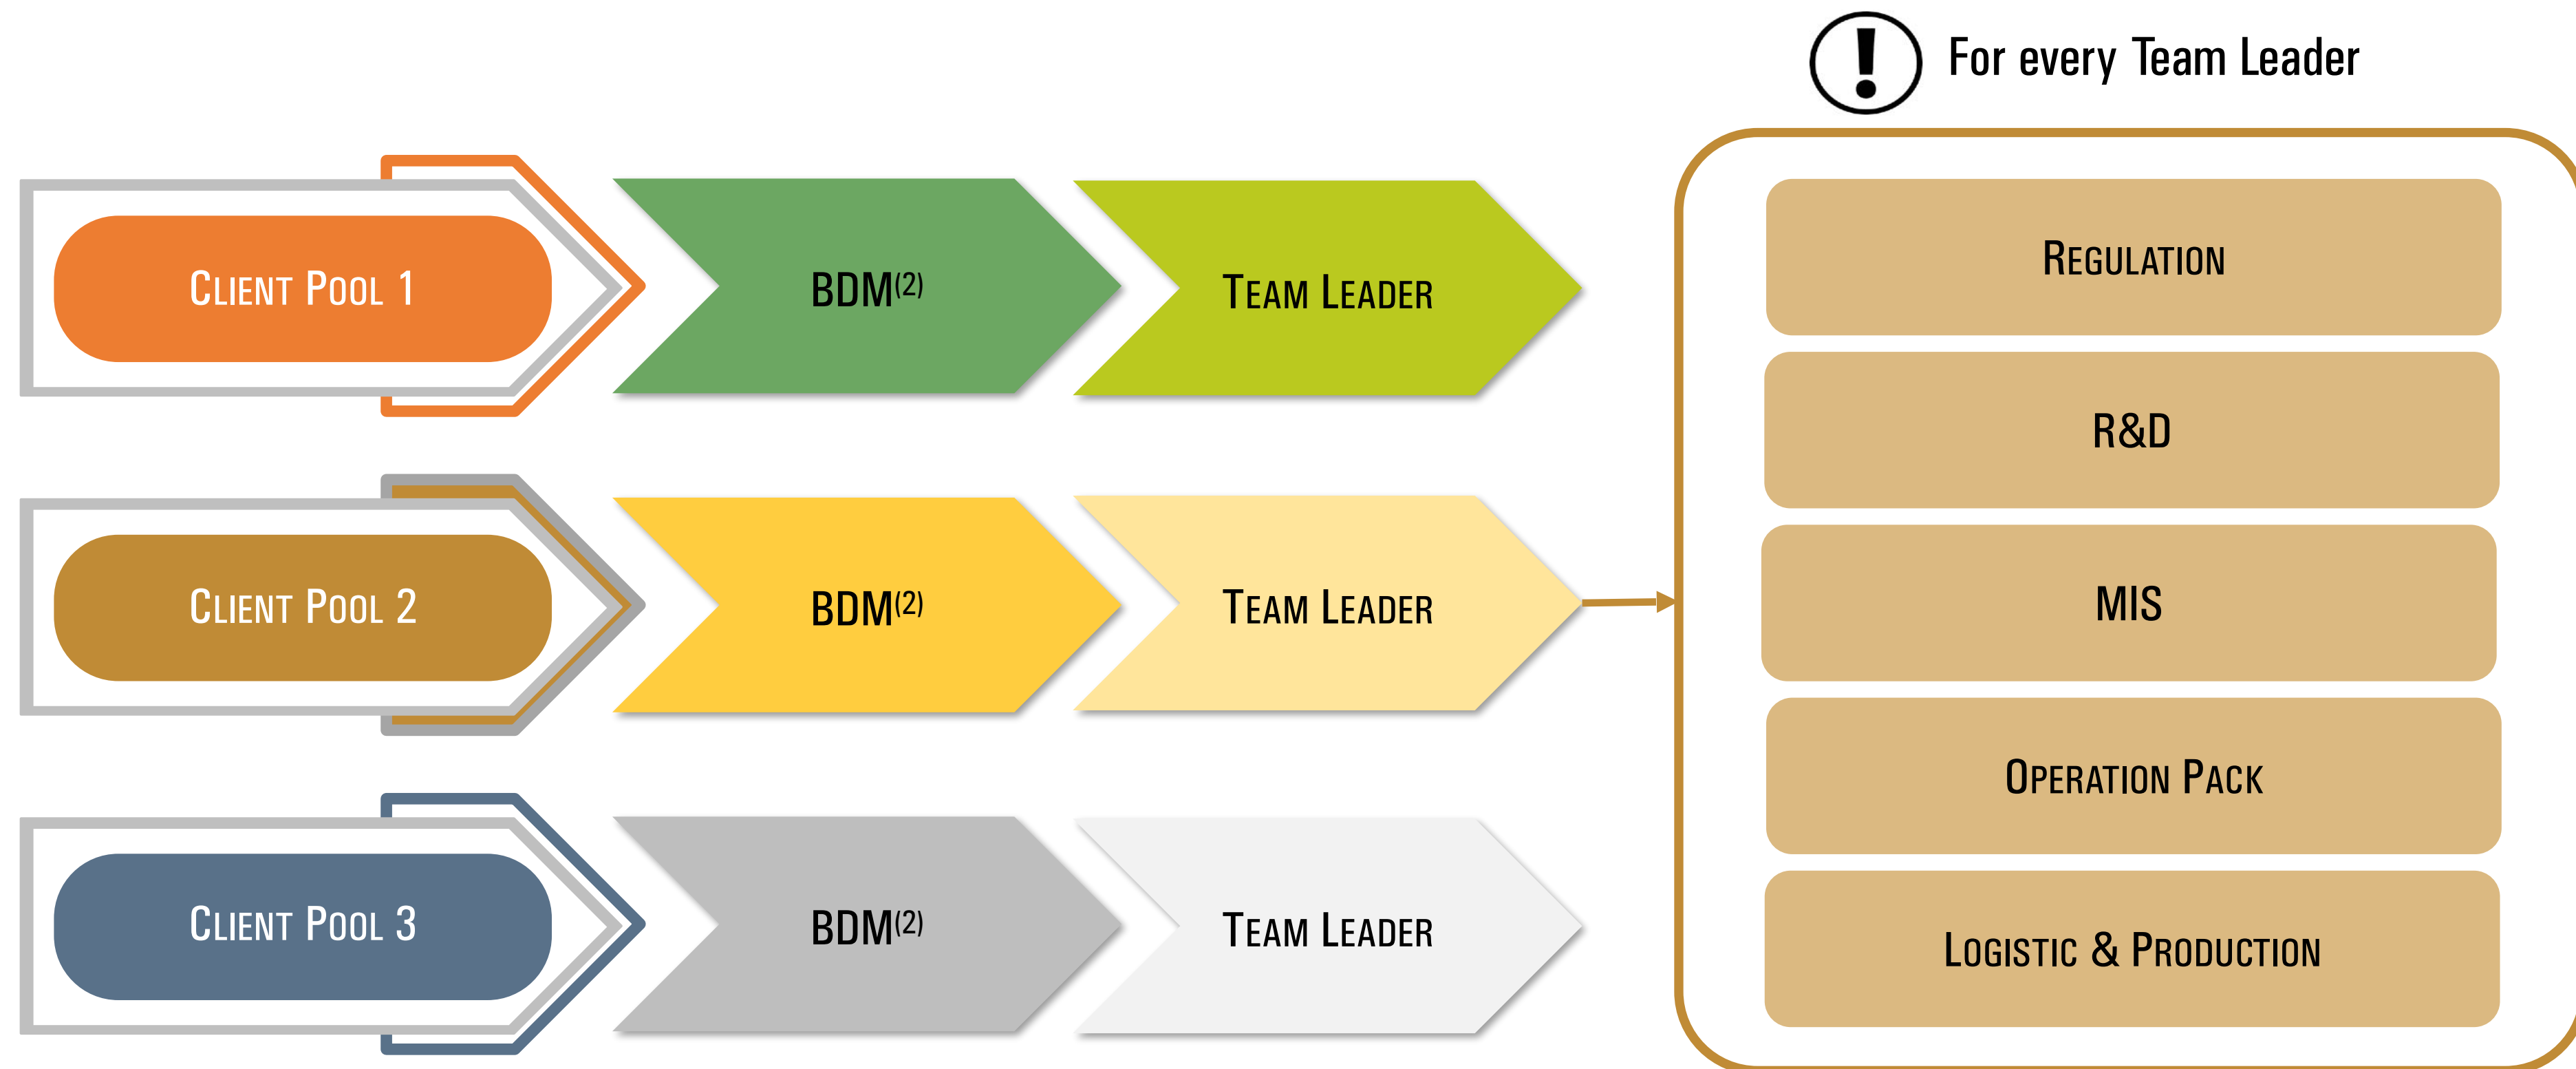 For every Team Leader
Client Pool 1
BDM(2)
Team Leader
Client Pool 2
BDM(2)
Team Leader
Client Pool 3
BDM(2)
Team Leader
Regulation
R&D
MIS
Operation Pack
Logistic & Production